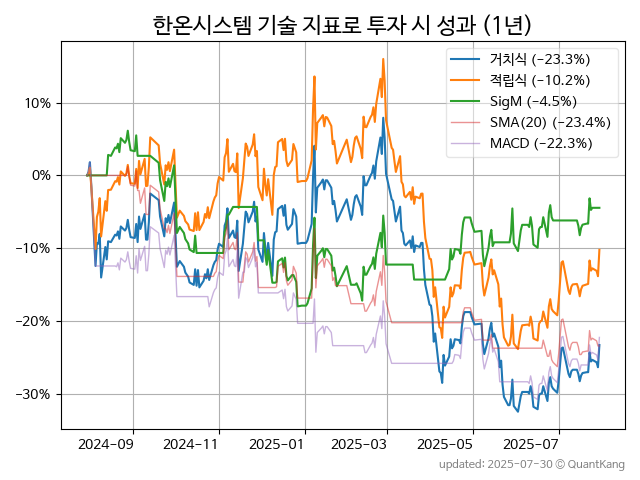 한온시스템 기술 지표로 투자 시 성과 (1년)
거치식 (−23.3%)
적립식 (−10.2%)
SigM (−4.5%)
SMA(20) (−23.4%)
MACD (−22.3%)
10%
0%
−10%
−20%
−30%
2024-09 2024-11 2025-01 2025-03 2025-05 2025-07
updated: 2025-07-30 © QuantKang